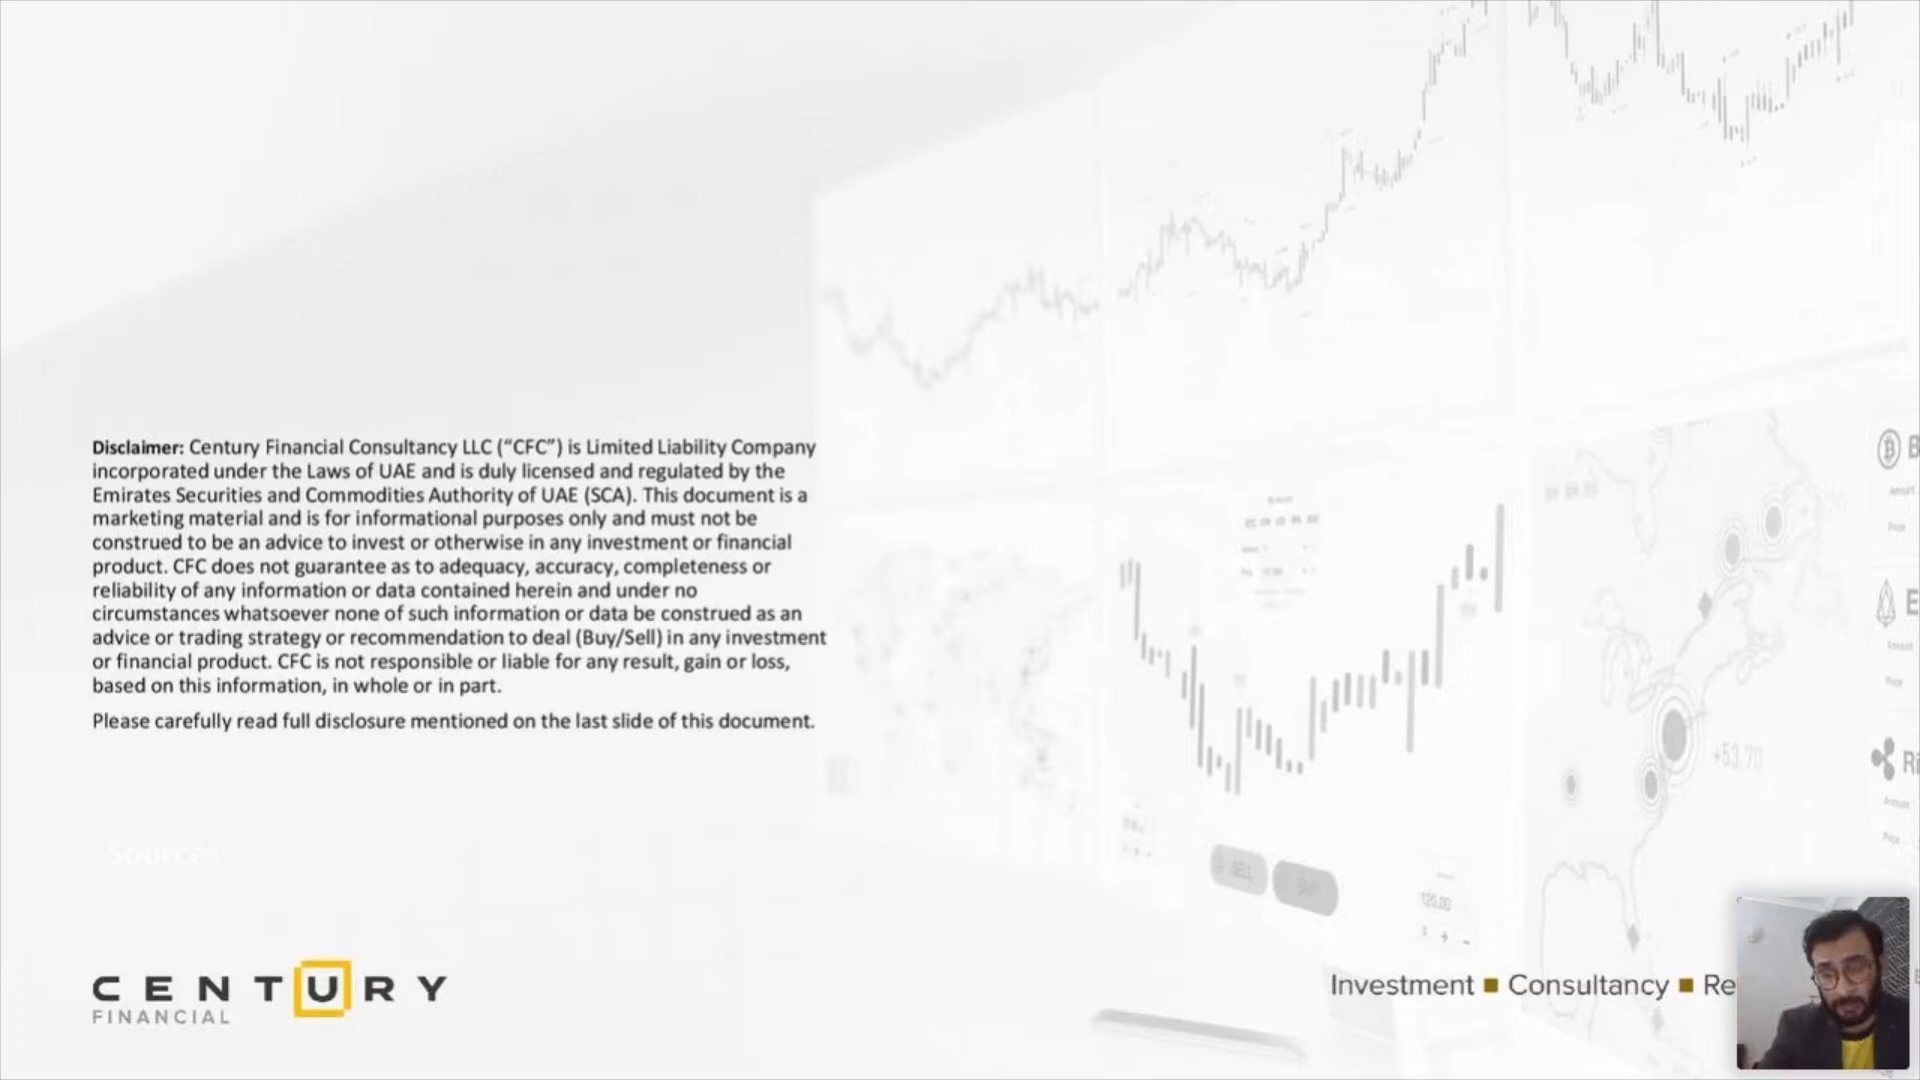 Disclaimer: Century Financial Consultancy LLC (“CFC”) is Limited Liability Company
incorporated under the Laws of UAE and is duly licensed and regulated by the
Emirates Securities and Commodities Authority of UAE (SCA). This document is a
marketing material and is for informational purposes only and must not be
construed to be an advice to invest or otherwise in any investment or financial
product. CFC does not guarantee as to adequacy, accuracy, completeness or
reliability of any information or data contained herein and under no
circumstances whatsoever none of such information or data be construed as an
advice or trading strategy or recommendation to deal (Buy/Sell) in any investment
or financial product. CFC is not responsible or liable for any result, gain or loss,
based on this information, in whole or in part.
Please carefully read full disclosure mentioned on the last slide of this document.
+53.70
SELL
BUY
120.00
Sources
CENTURY
FINANCIAL
Investment ■ Consultancy ■ Re